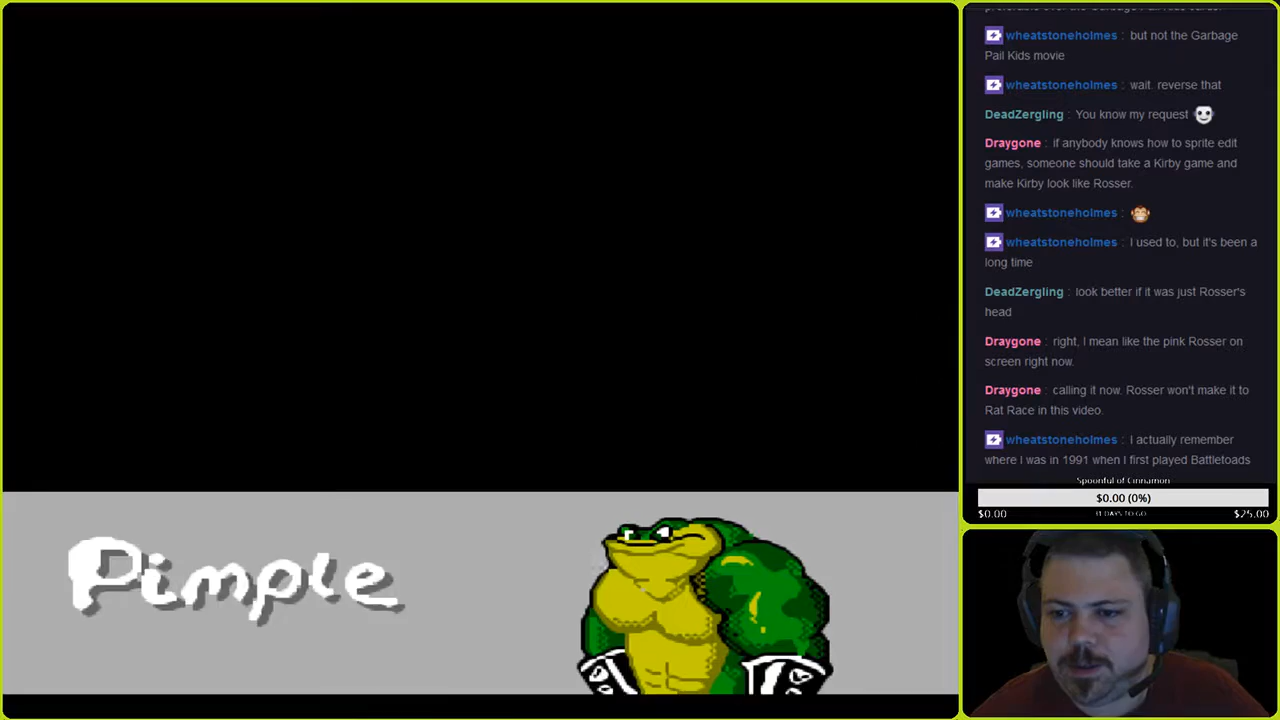 Pimple
wheatstoneholmes : but not the Garbage
Pail Kids movie
wheatstoneholmes : wait. reverse that
DeadZergling : You know my request
Draygone : if anybody knows how to sprite edit
games, someone should take a Kirby game and
make Kirby look like Rosser.
wheatstoneholmes :
wheatstoneholmes : I used to, but it's been a
long time
DeadZergling : look better if it was just Rosser's
head
Draygone : right, I mean like the pink Rosser on
screen right now.
Draygone : calling it now. Rosser won't make it to
Rat Race in this video.
wheatstoneholmes : I actually remember
where I was in 1991 when I first played Battletoads
Spoonful of Cinnamon
$0.00 (0%)
$0.00 DAYS TO GO $25.00